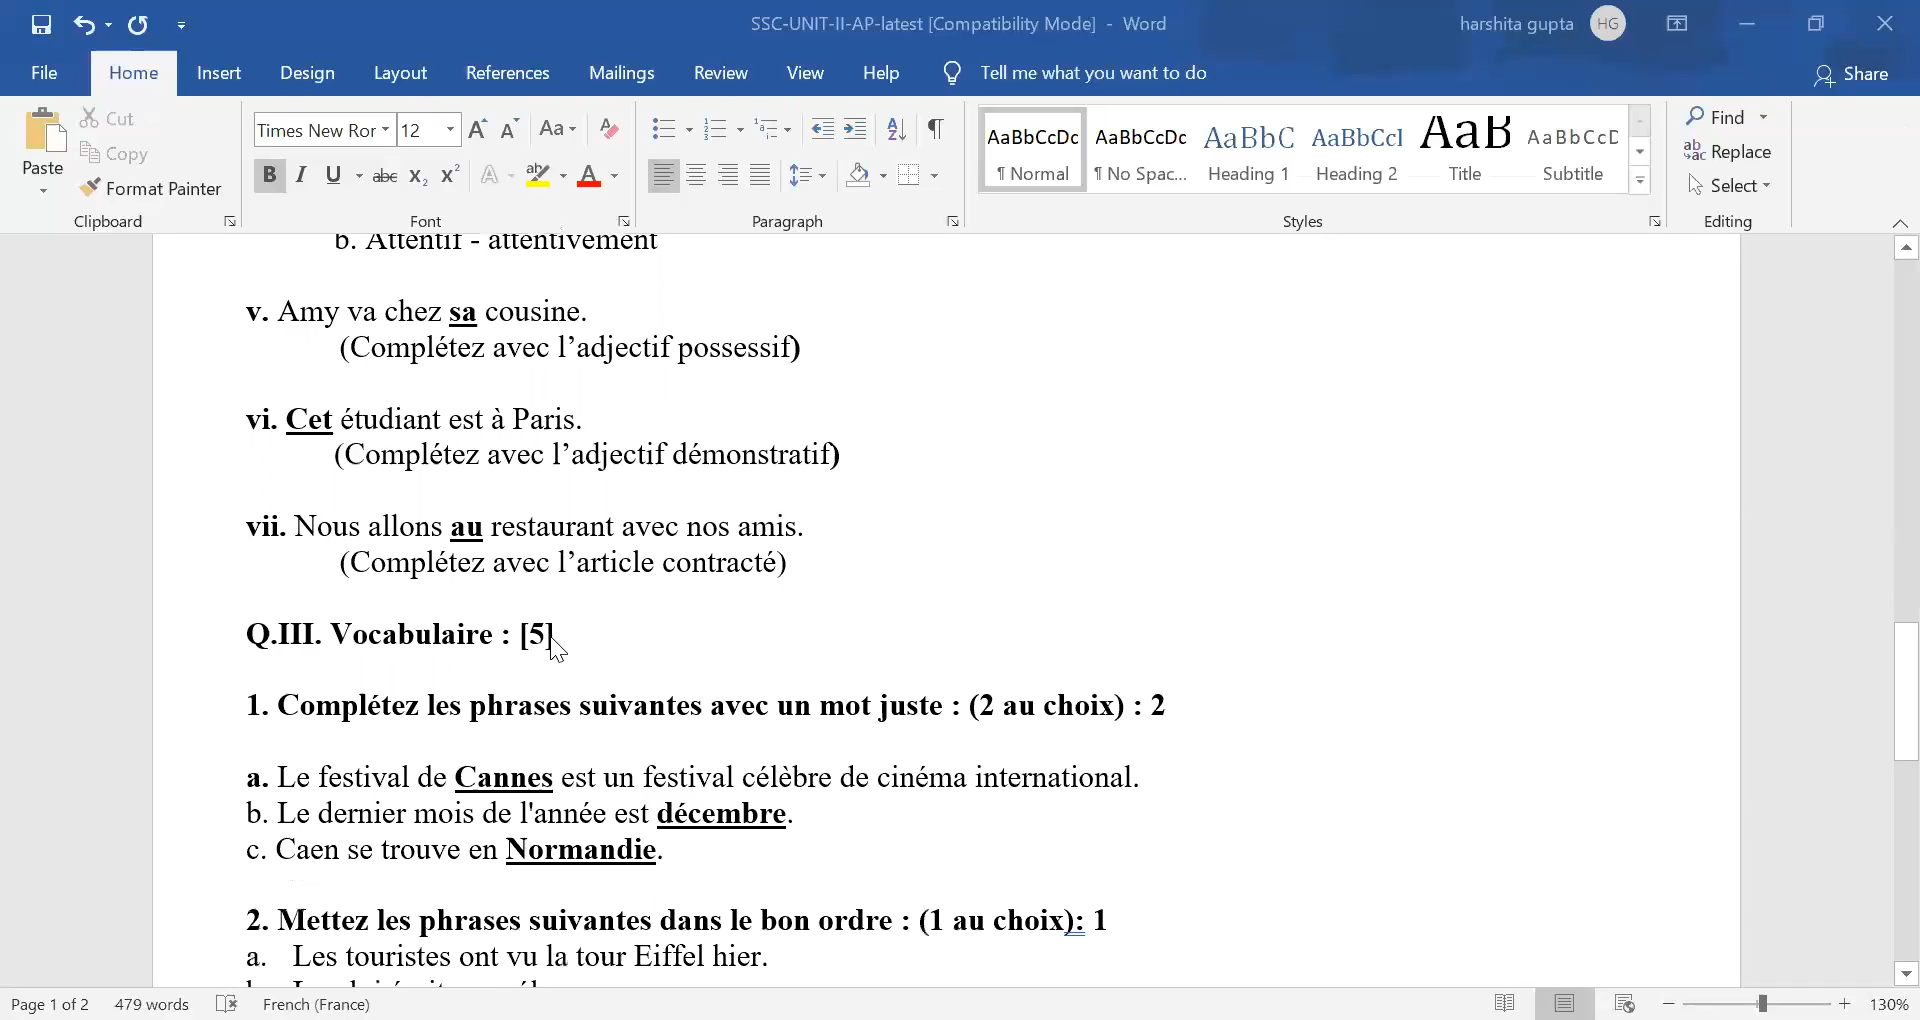 SSC-UNIT-II-AP-latest [Compatibility Mode] - Word
harshita gupta HG
File Home Insert Design Layout References Mailings Review View Help Tell me what you want to do Share
Paste Cut Copy Format Painter
Clipboard
Times New Ror 12
Font
Paragraph
AaBbCcDc AaBbCcDc AaBbC AaBbCcI AaB AaBbCcD
¶ Normal ¶ No Spac... Heading 1 Heading 2 Title Subtitle
Styles
Find
Replace
Select
Editing
b. Attentif - attentivement
v. Amy va chez sa cousine.
(Complétez avec l’adjectif possessif)
vi. Cet étudiant est à Paris.
(Complétez avec l’adjectif démonstratif)
vii. Nous allons au restaurant avec nos amis.
(Complétez avec l’article contracté)
Q.III. Vocabulaire : [5]
1. Complétez les phrases suivantes avec un mot juste : (2 au choix) : 2
a. Le festival de Cannes est un festival célèbre de cinéma international.
b. Le dernier mois de l'année est décembre.
c. Caen se trouve en Normandie.
2. Mettez les phrases suivantes dans le bon ordre : (1 au choix): 1
a. Les touristes ont vu la tour Eiffel hier.
Page 1 of 2 479 words French (France) 130%